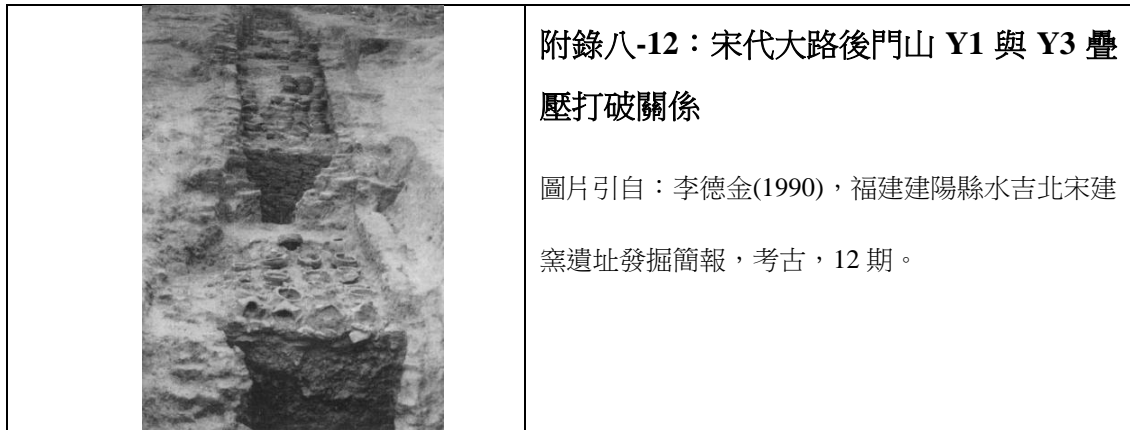 附錄八-12：宋代大路後門山 Y1 與 Y3 疊
壓打破關係
圖片引自：李德金(1990)，福建建陽縣水吉北宋建
窯遺址發掘簡報，考古，12 期。